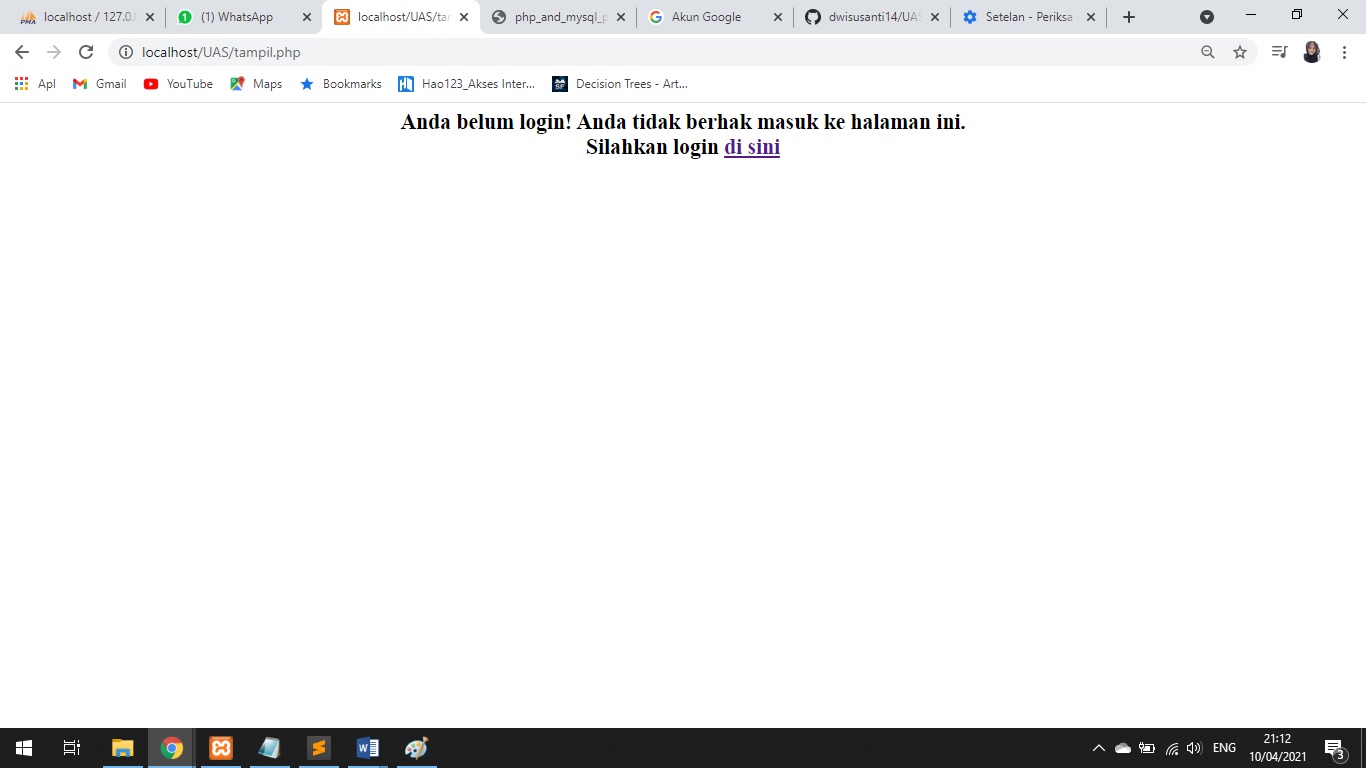 localhost / 127.0.0
(1) WhatsApp
localhost/UAS/tam
php_and_mysql_p
Akun Google
dwisusanti14/UAS
Setelan - Periksa
localhost/UAS/tampil.php
Apl
Gmail
YouTube
Maps
Bookmarks
Hao123_Akses Inter...
Decision Trees - Art...
Anda belum login! Anda tidak berhak masuk ke halaman ini.
Silahkan login di sini
ENG
21:12
10/04/2021
3